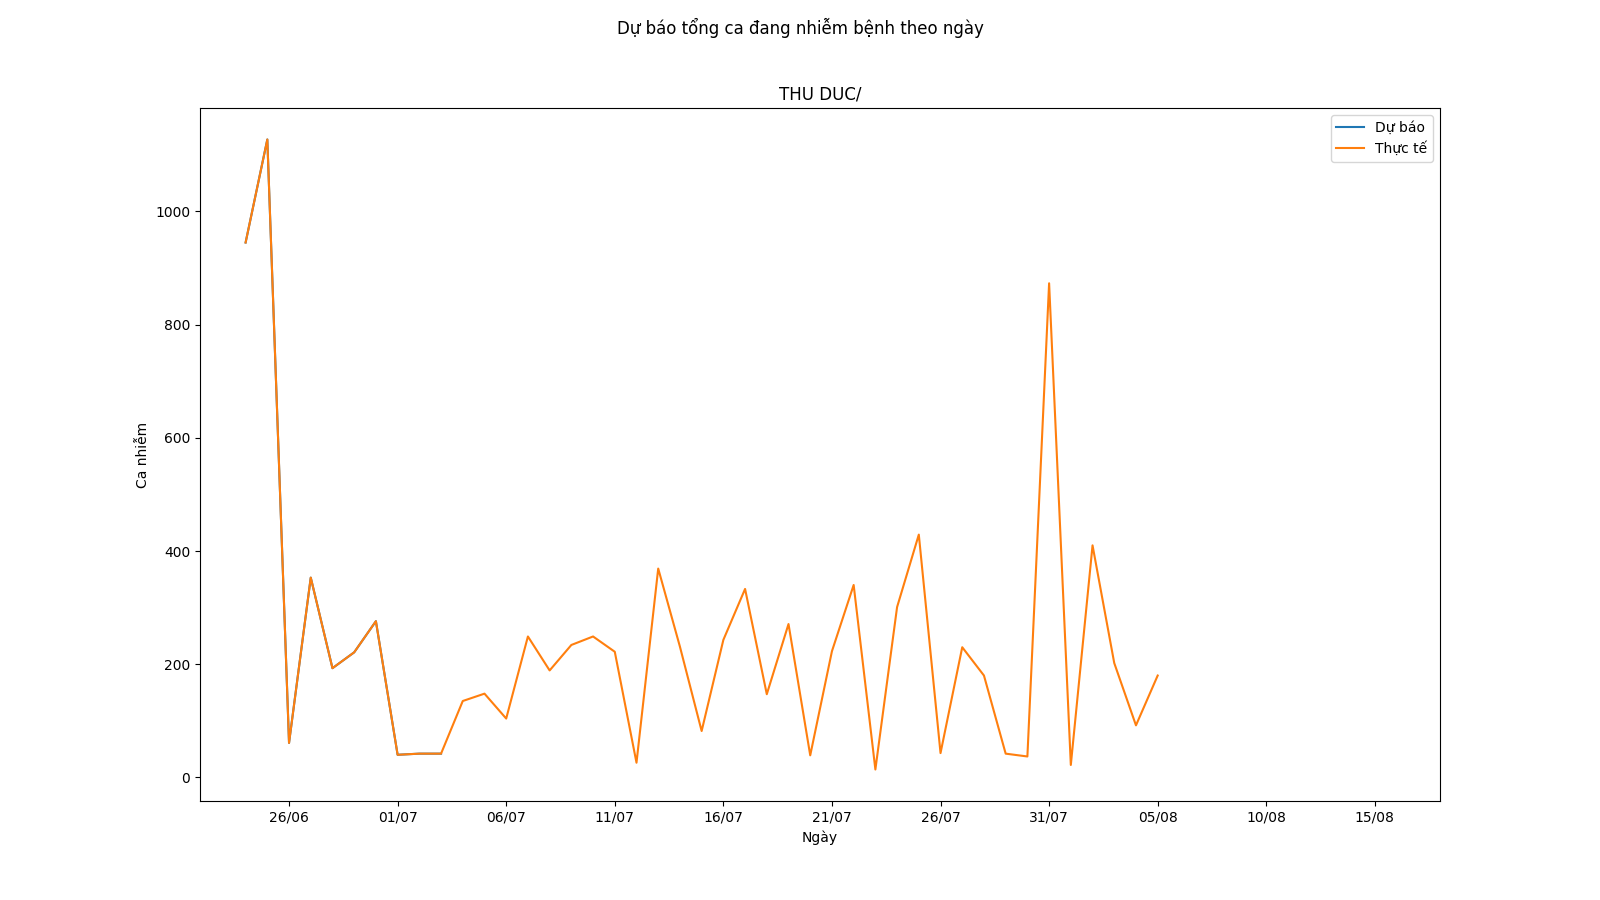 Dự báo tổng ca đang nhiễm bệnh theo ngày
THU DUC/
Dự báo
Thực tế
1000
800
600
400
200
0
Ca nhiễm
26/06 01/07 06/07 11/07 16/07 21/07 26/07 31/07 05/08 10/08 15/08
Ngày